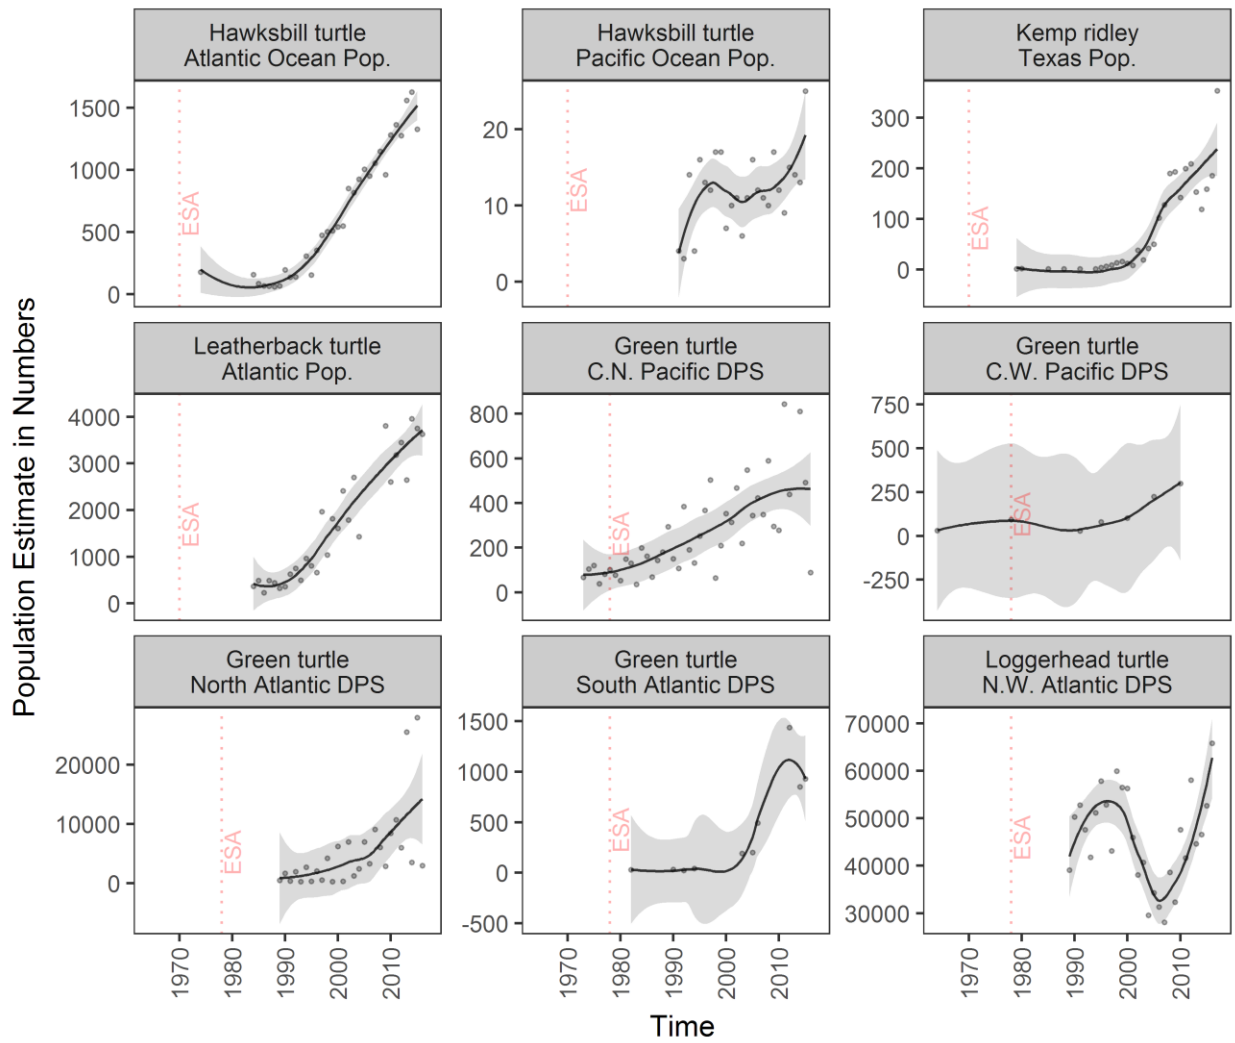 Hawksbill turtle
Atlantic Ocean Pop.
Hawksbill turtle
Pacific Ocean Pop.
Kemp ridley
Texas Pop.
1500
1000
500
0
ESA
20
10
0
ESA
300
200
100
0
ESA
Leatherback turtle
Atlantic Pop.
Green turtle
C.N. Pacific DPS
Green turtle
C.W. Pacific DPS
4000
3000
2000
1000
0
ESA
800
600
400
200
0
ESA
750
500
250
0
-250
ESA
Green turtle
North Atlantic DPS
Green turtle
South Atlantic DPS
Loggerhead turtle
N.W. Atlantic DPS
20000
10000
0
ESA
1500
1000
500
0
-500
ESA
70000
60000
50000
40000
30000
ESA
1970
1980
1990
2000
2010
1970
1980
1990
2000
2010
1970
1980
1990
2000
2010
Time
Population Estimate in Numbers